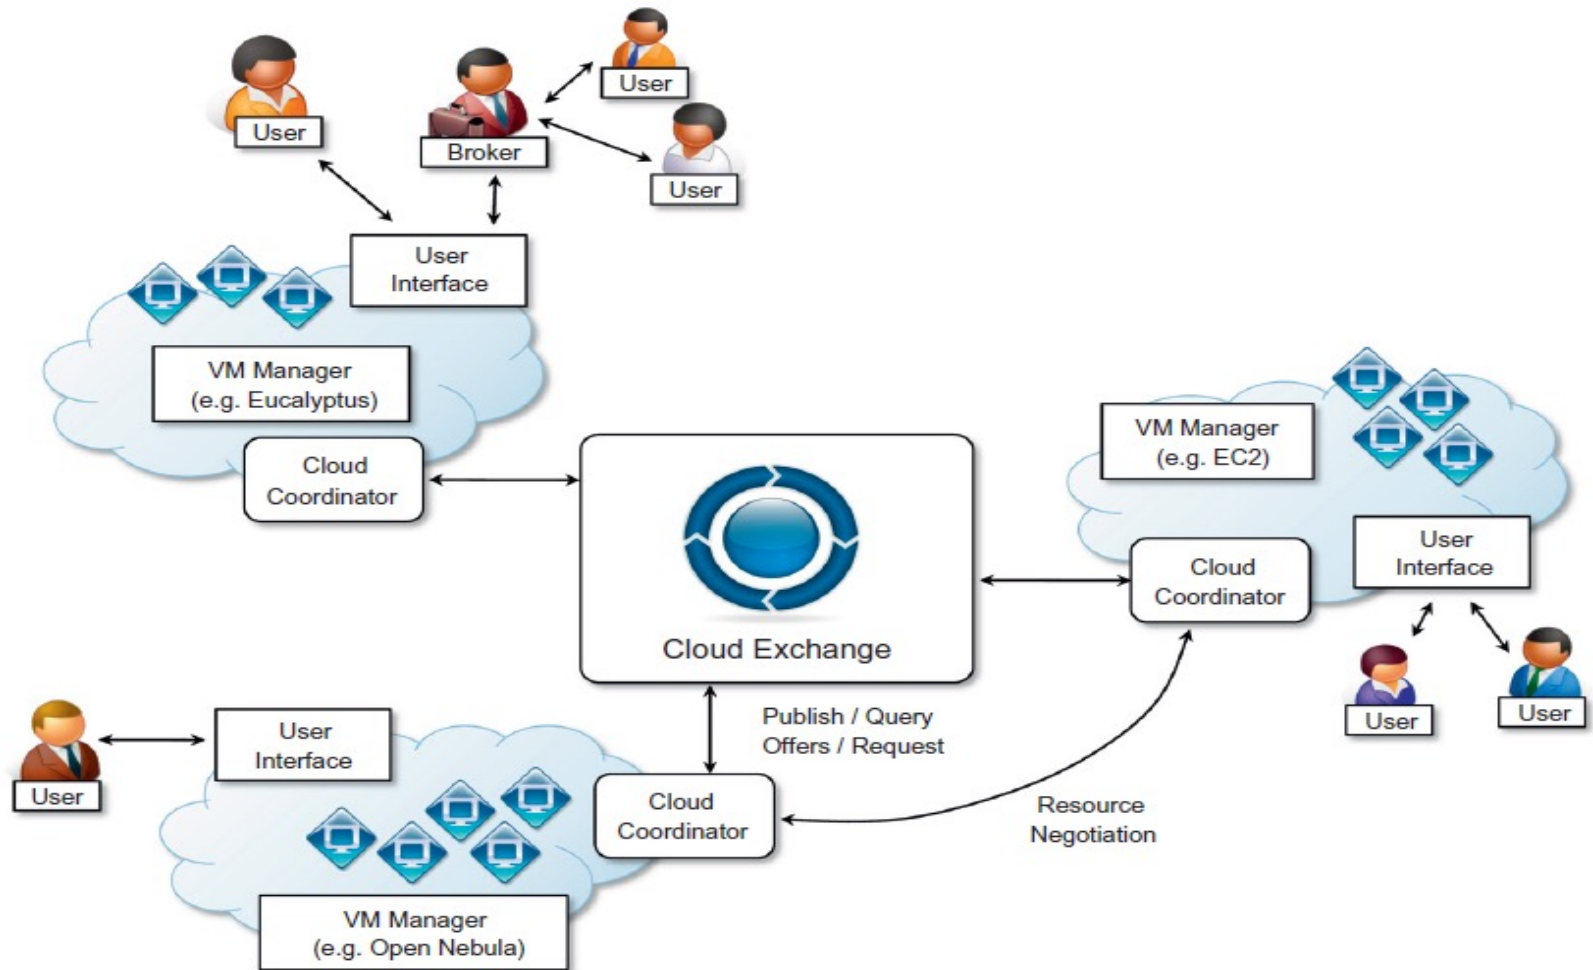 User
Broker
User
User
User
Interface
VM Manager
(e.g. Eucalyptus)
Cloud
Coordinator
Cloud Exchange
VM Manager
(e.g. EC2)
Cloud
Coordinator
User
Interface
User
User
Publish / Query
Offers / Request
User
User
Interface
Cloud
Coordinator
Resource
Negotiation
VM Manager
(e.g. Open Nebula)